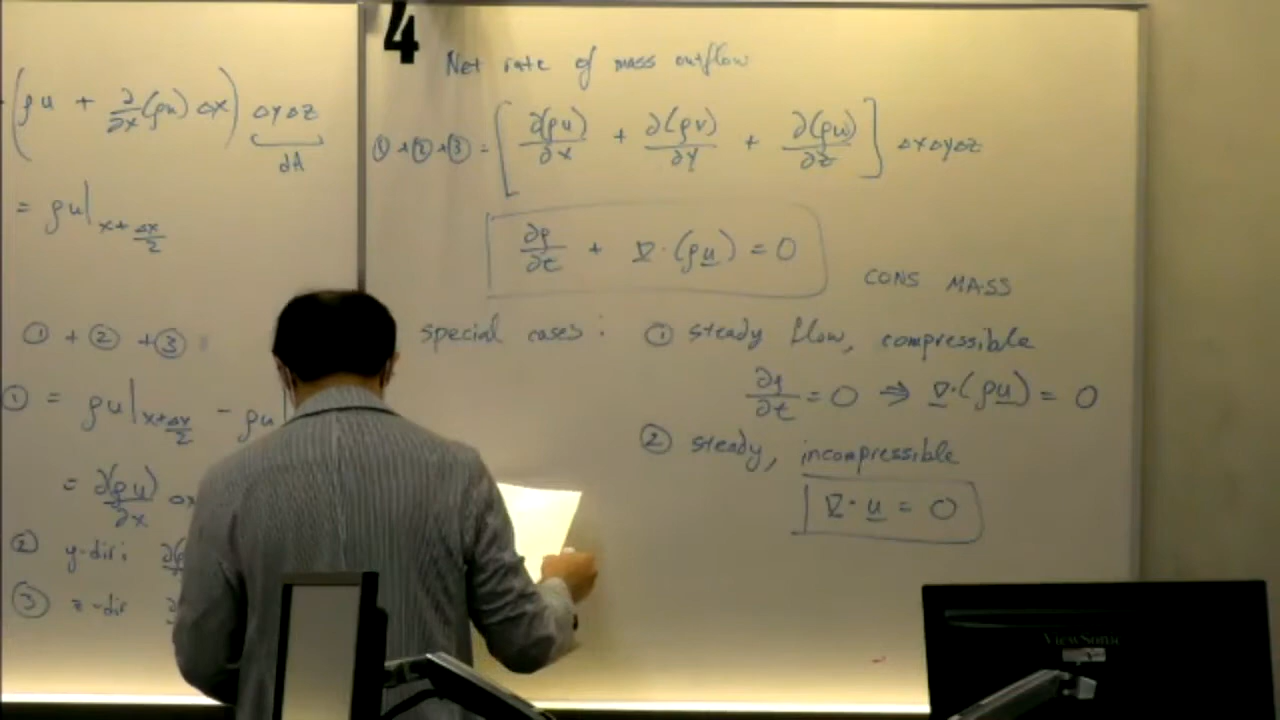 (ρu + ∂/∂x(ρu) Δx) ΔyΔz
dA
= ρu|x+Δx/2
① + ② + ③
① = ρu|x+Δx/2 - ρu|
= ∂(ρu)/∂x Δx
② y-dir:
③ z-dir
4
Net rate of mass outflow
①+②+③ = [∂(ρu)/∂x + ∂(ρv)/∂y + ∂(ρw)/∂z] ΔxΔyΔz
∂ρ/∂t + ∇·(ρu) = 0
CONS MASS
special cases: ① steady flow, compressible
∂ρ/∂t = 0 ⇒ ∇·(ρu) = 0
② steady, incompressible
∇·u = 0
ViewSonic